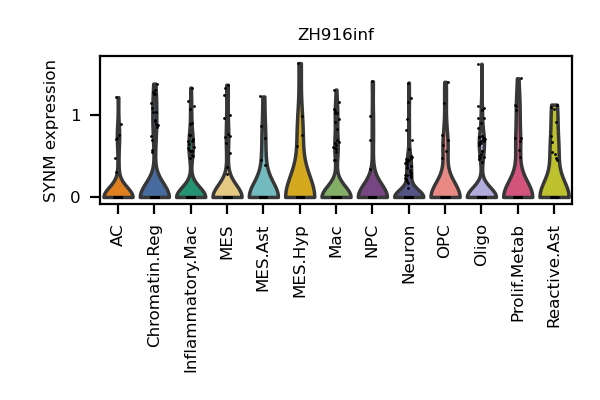 ZH916inf
SYNM expression
1
0
AC
Chromatin.Reg
Inflammatory.Mac
MES
MES.Ast
MES.Hyp
Mac
NPC
Neuron
OPC
Oligo
Prolif.Metab
Reactive.Ast